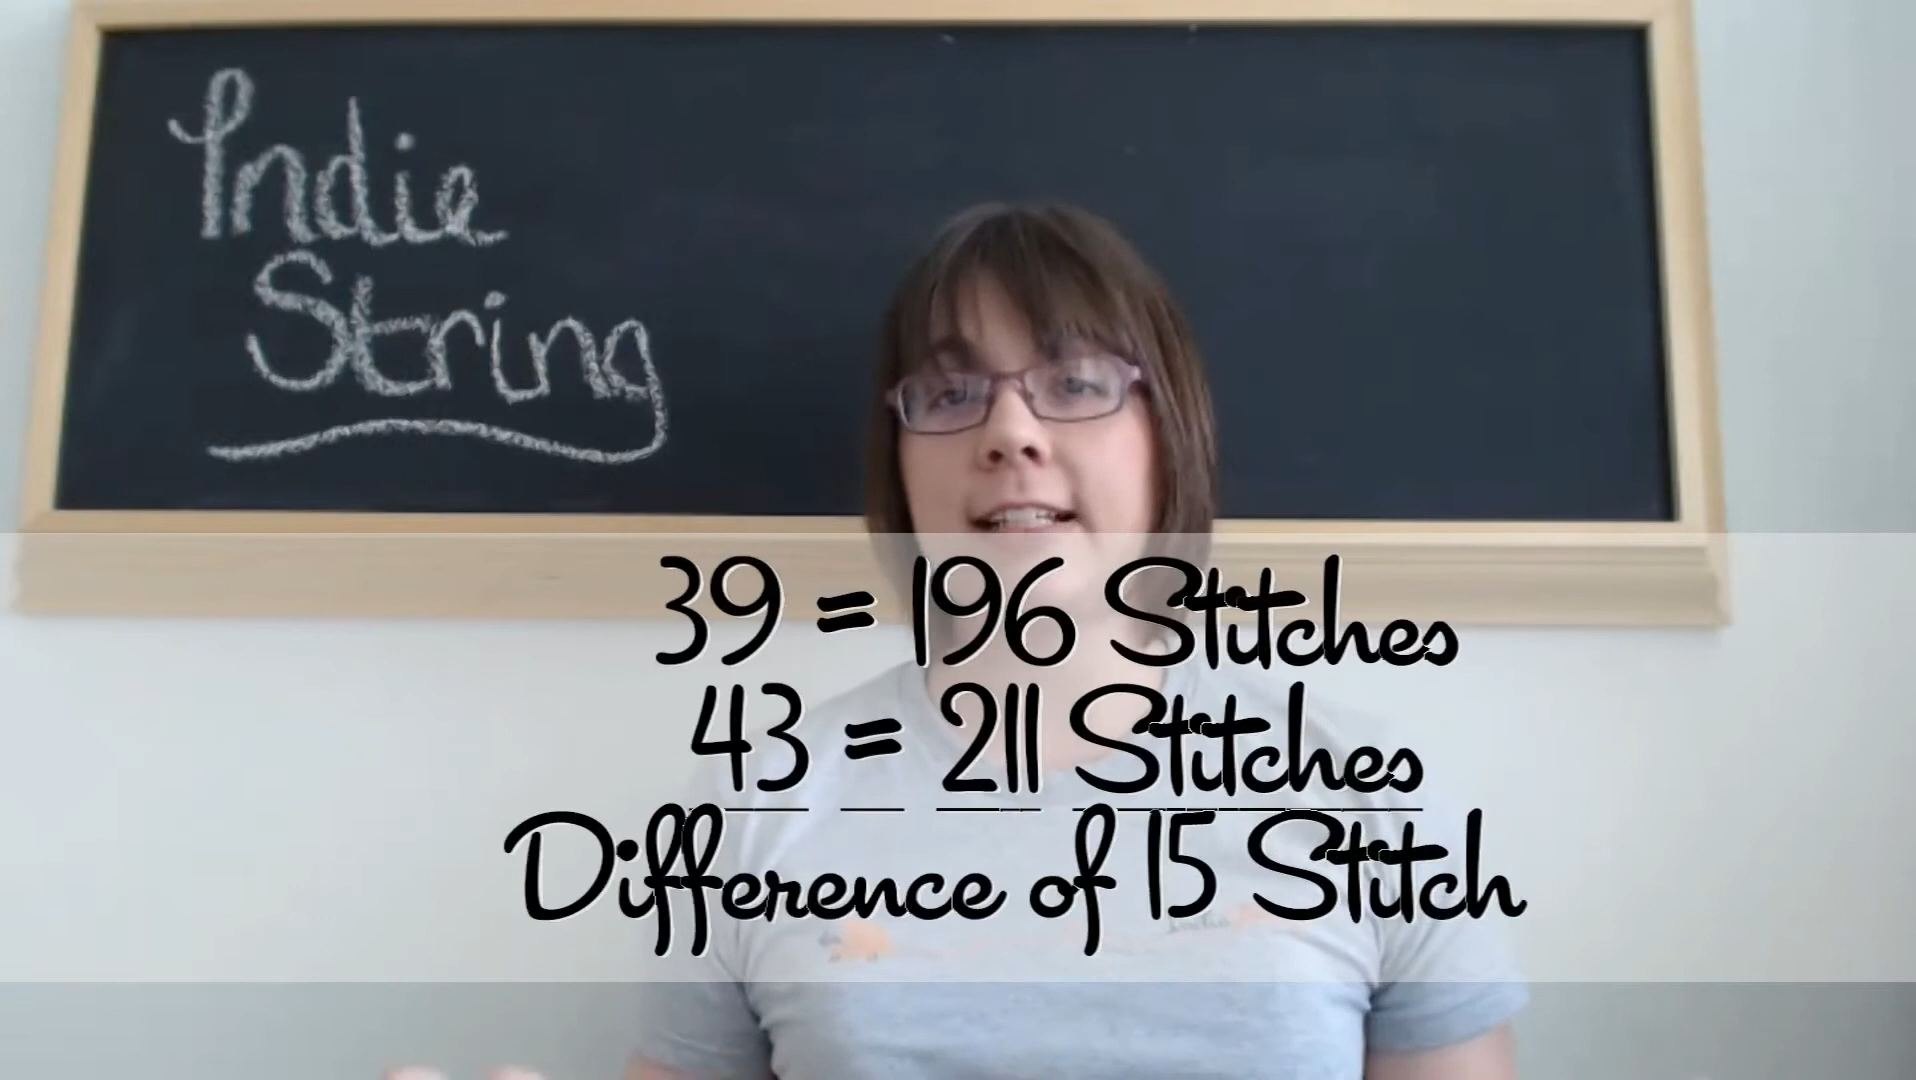 Indie
String
39 = 196 Stitches
43 = 211 Stitches
Difference of 15 Stitch